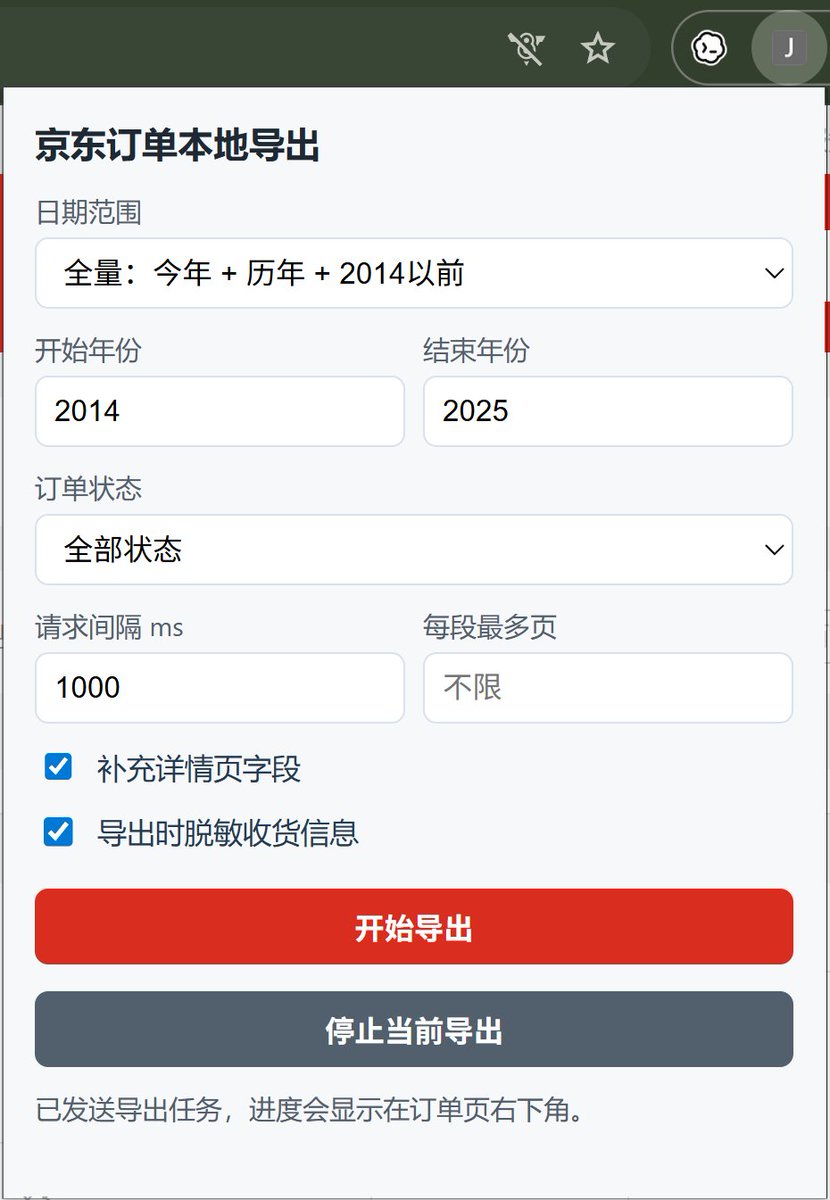 J
京东订单本地导出
日期范围
全量：今年 + 历年 + 2014以前
开始年份
结束年份
2014
2025
订单状态
全部状态
请求间隔 ms
每段最多页
1000
不限
补充详情页字段
导出时脱敏收货信息
开始导出
停止当前导出
已发送导出任务，进度会显示在订单页右下角。